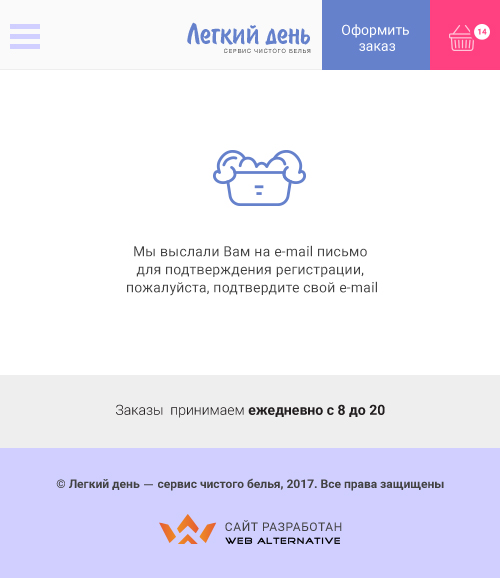 Легкий день
СЕРВИС ЧИСТОГО БЕЛЬЯ
Оформить
заказ
14
Мы выслали Вам на e-mail письмо
для подтверждения регистрации,
пожалуйста, подтвердите свой e-mail
Заказы принимаем ежедневно с 8 до 20
© Легкий день — сервис чистого белья, 2017. Все права защищены
САЙТ РАЗРАБОТАН
WEB ALTERNATIVE